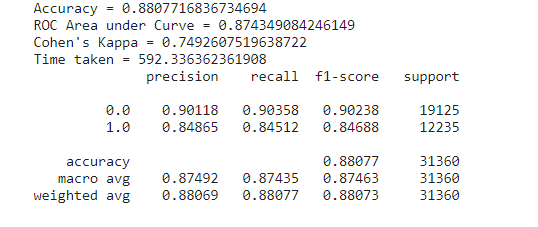 Accuracy = 0.8807716836734694
ROC Area under Curve = 0.874349084246149
Cohen's Kappa = 0.7492607519638722
Time taken = 592.336362361908
precision recall f1-score support
0.0 0.90118 0.90358 0.90238 19125
1.0 0.84865 0.84512 0.84688 12235
accuracy 0.88077 31360
macro avg 0.87492 0.87435 0.87463 31360
weighted avg 0.88069 0.88077 0.88073 31360